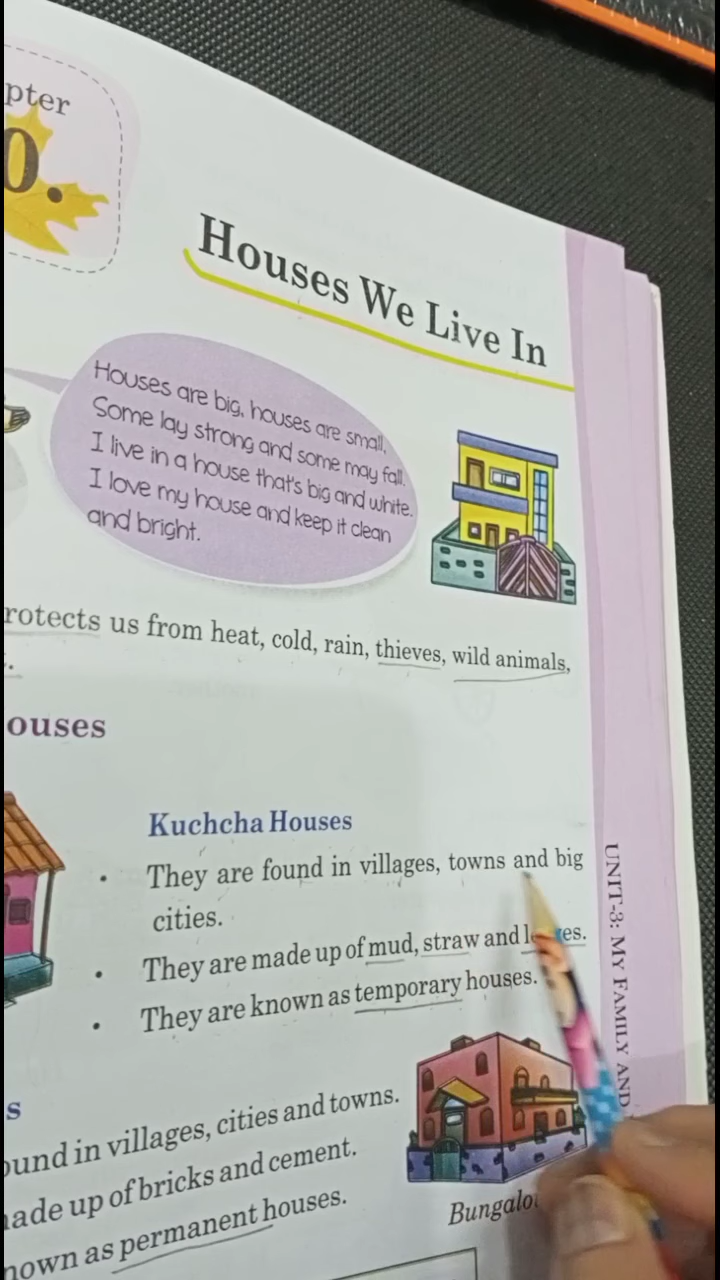 pter
0.
Houses We Live In
Houses are big, houses are small,
Some lay strong and some may fall.
I live in a house that's big and white.
I love my house and keep it clean
and bright.
rotects us from heat, cold, rain, thieves, wild animals,
ouses
Kuchcha Houses
• They are found in villages, towns and big
cities.
• They are made up of mud, straw and
• They are known as temporary houses.
s
ound in villages, cities and towns.
ade up of bricks and cement.
nown as permanent houses.
Bungalo
UNIT-3: MY FAMILY AND